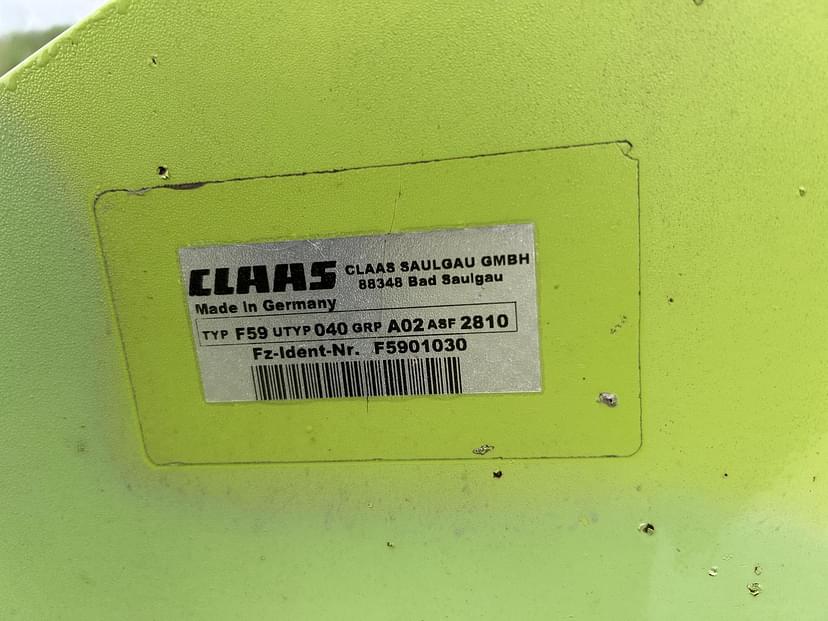 CLAAS CLAAS SAULGAU GMBH
88348 Bad Saulgau
Made in Germany
TYP F59 UTYP 040 GRP A02 ASF 2810
Fz-Ident-Nr. F5901030